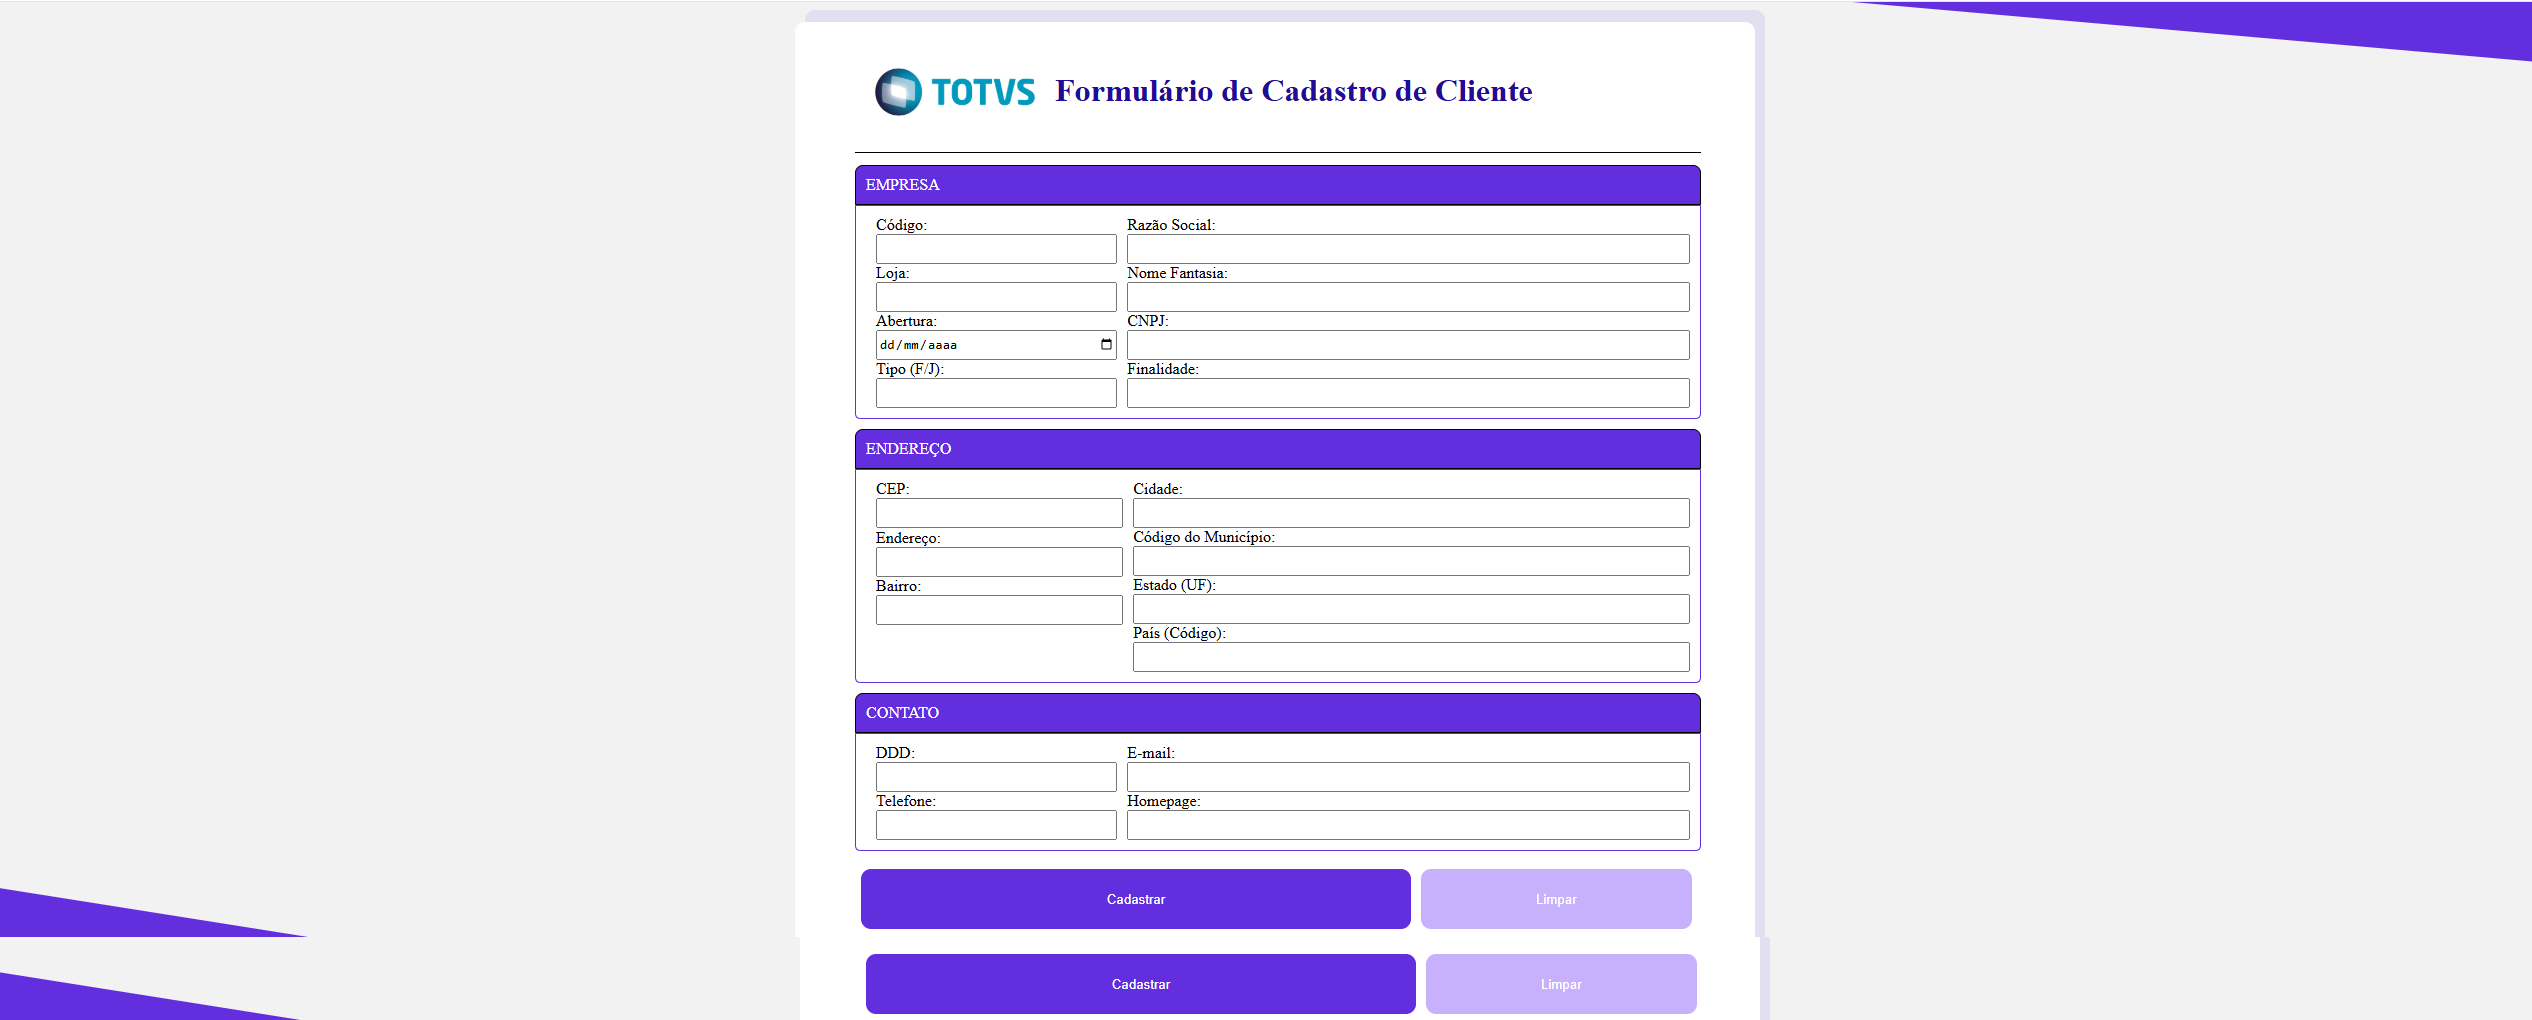 TOTVS Formulário de Cadastro de Cliente
EMPRESA
Código: Razão Social:
Loja: Nome Fantasia:
Abertura: CNPJ:
dd/mm/aaaa
Tipo (F/J): Finalidade:
ENDEREÇO
CEP: Cidade:
Endereço: Código do Município:
Bairro: Estado (UF):
País (Código):
CONTATO
DDD: E-mail:
Telefone: Homepage:
Cadastrar Limpar
Cadastrar Limpar